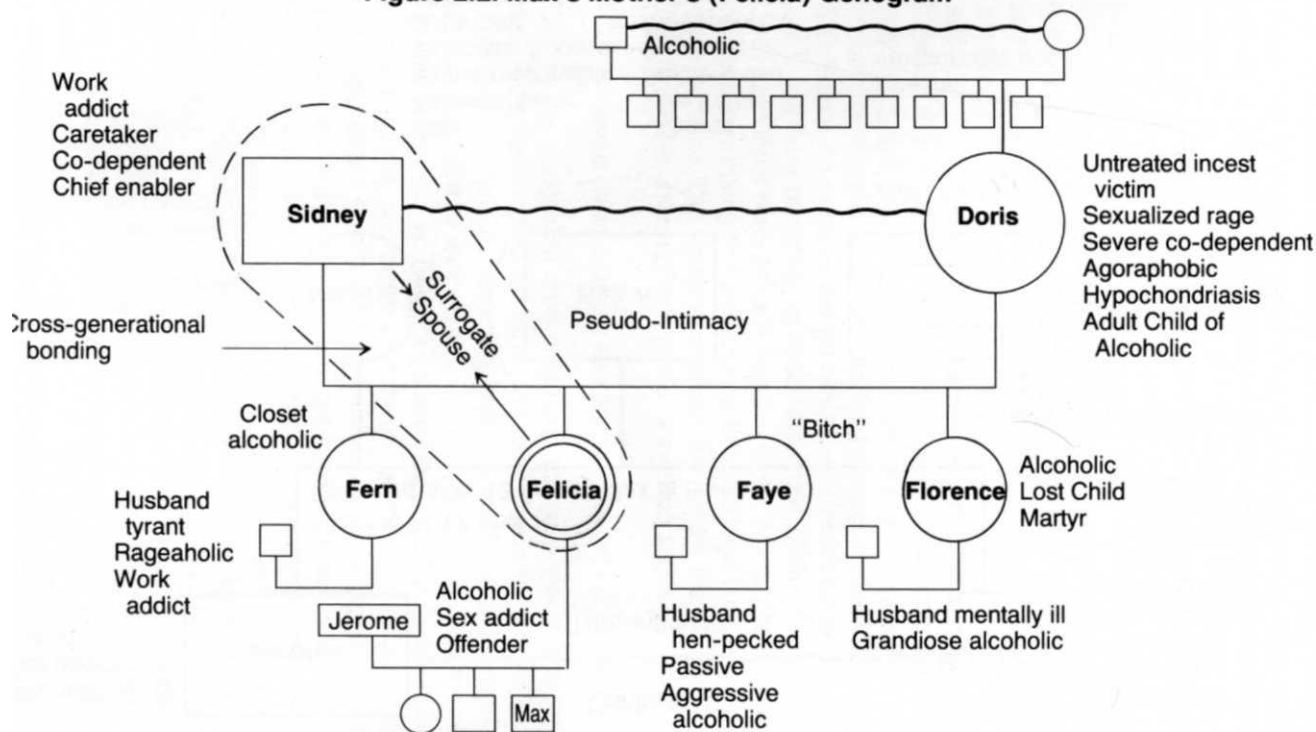 Figure 2.2. Max's Mother's (Felicia) Genogram
Alcoholic
Work
addict
Caretaker
Co-dependent
Chief enabler
Sidney
Doris
Untreated incest
victim
Sexualized rage
Severe co-dependent
Agoraphobic
Hypochondriasis
Adult Child of
Alcoholic
Surrogate
Spouse
Pseudo-Intimacy
Cross-generational
bonding
Closet
alcoholic
"Bitch"
Fern
Felicia
Faye
Florence
Alcoholic
Lost Child
Martyr
Husband
tyrant
Rageaholic
Work
addict
Jerome
Alcoholic
Sex addict
Offender
Max
Husband
hen-pecked
Passive
Aggressive
alcoholic
Husband mentally ill
Grandiose alcoholic